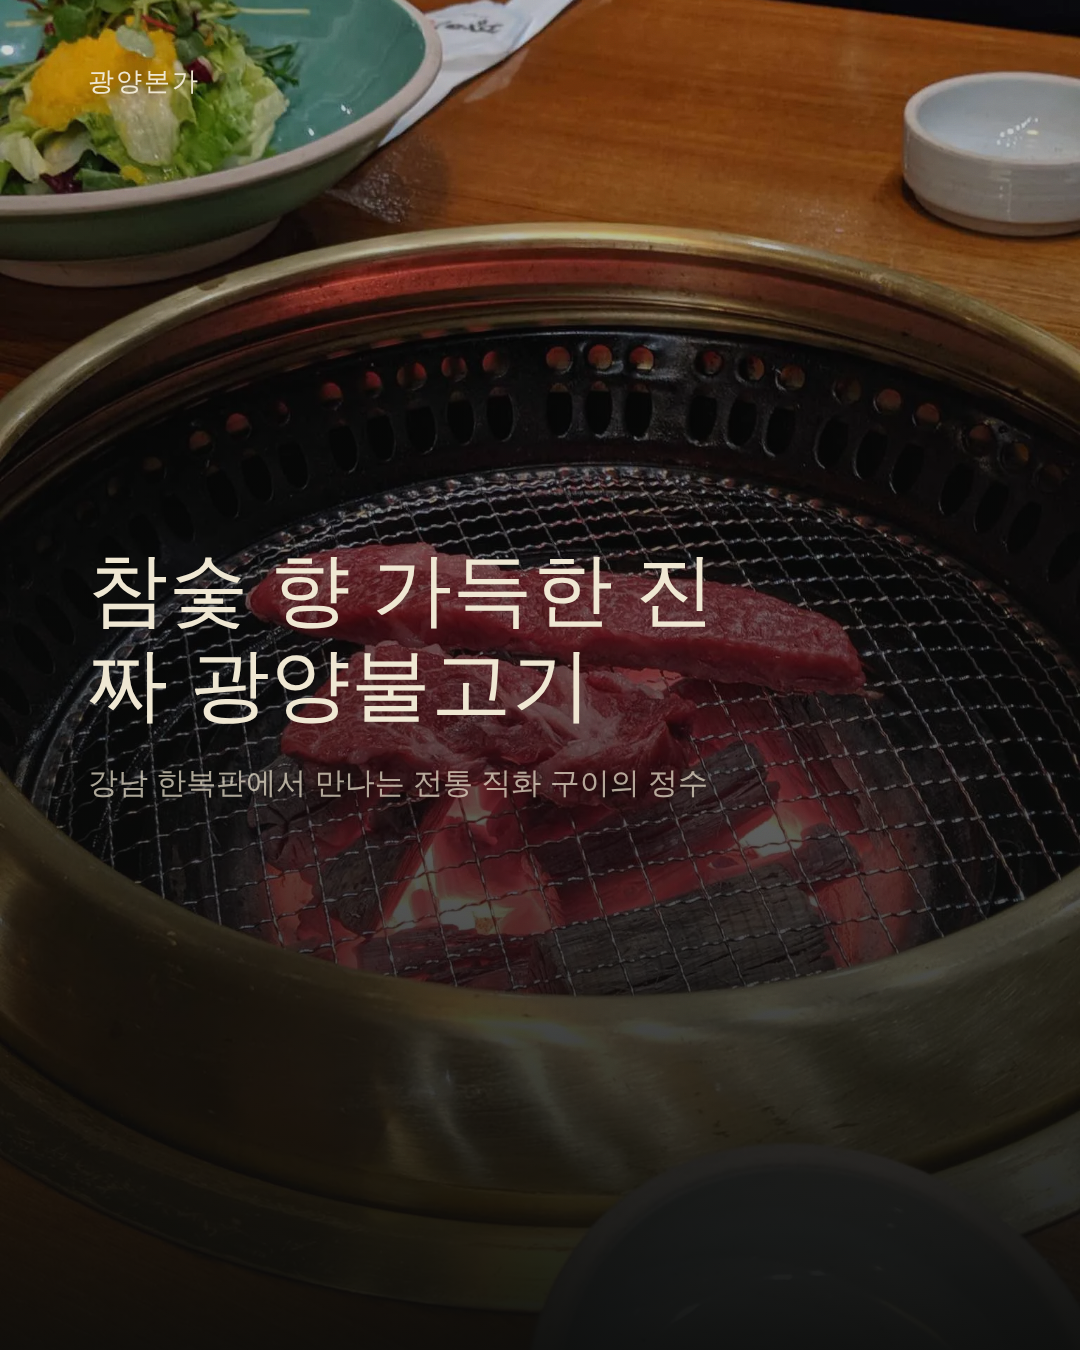 광양본가
참숯 향 가득한 진
짜 광양불고기
강남 한복판에서 만나는 전통 직화 구이의 정수